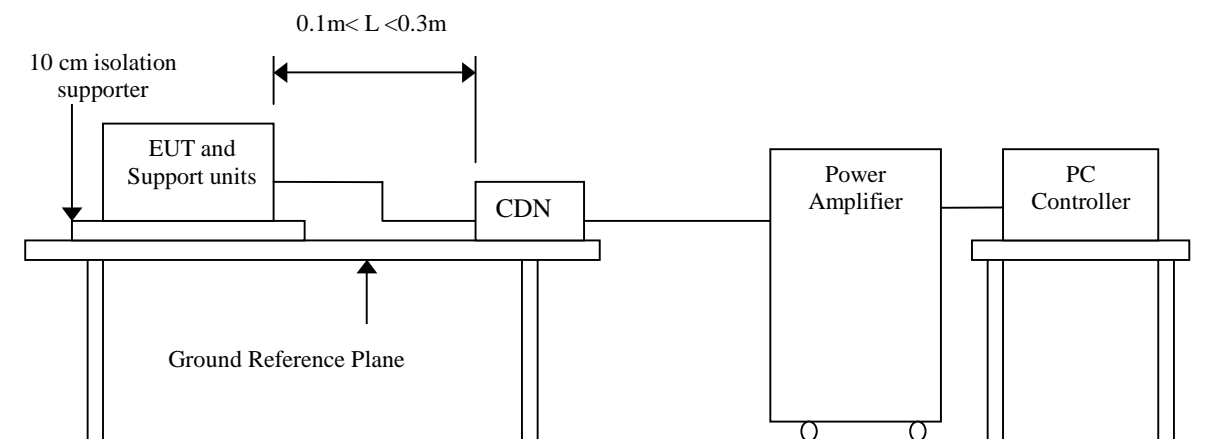 0.1m< L <0.3m
10 cm isolation
supporter
EUT and
Support units
CDN
Power
Amplifier
PC
Controller
Ground Reference Plane